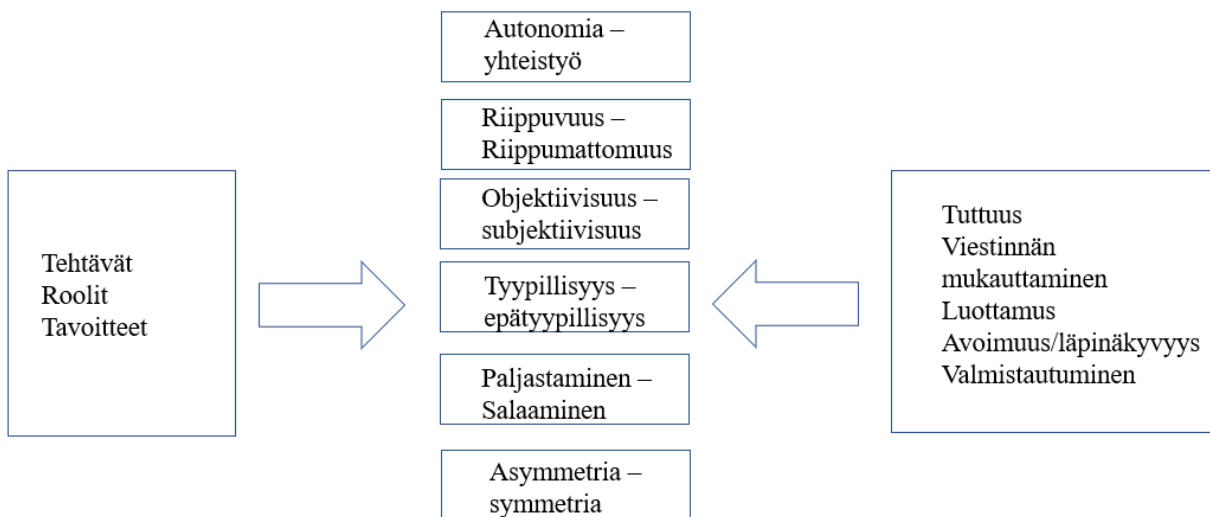 Tehtävät
Roolit
Tavoitteet
Autonomia –
yhteistyö
Riippuvuus –
Riippumattomuus
Objektiivisuus –
subjektiivisuus
Tyypillisyys –
epätyypillisyys
Paljastaminen –
Salaaminen
Asymmetria –
symmetria
Tuttuus
Viestinnän
mukauttaminen
Luottamus
Avoimuus/läpinäkyvyys
Valmistautuminen